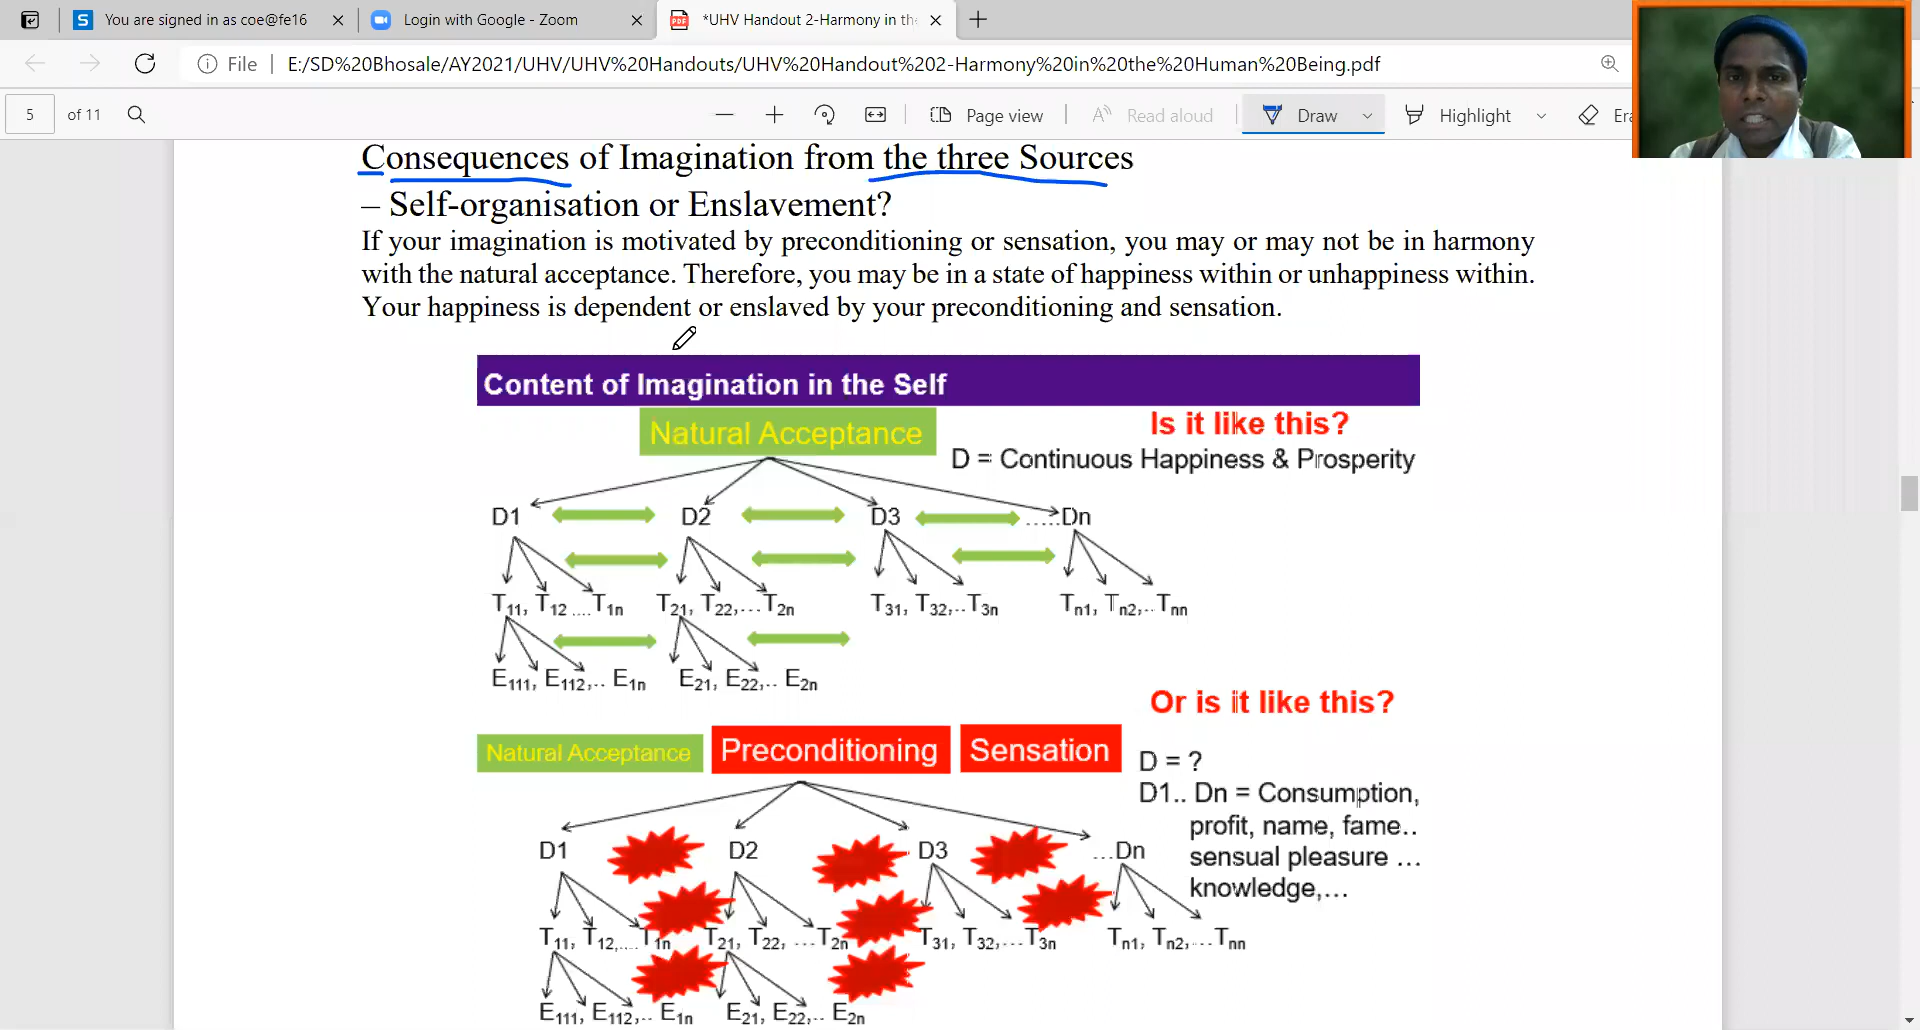 You are signed in as coe@fe16
Login with Google - Zoom
*UHV Handout 2-Harmony in the
File
E:/SD%20Bhosale/AY2021/UHV/UHV%20Handouts/UHV%20Handout%202-Harmony%20in%20the%20Human%20Being.pdf
5 of 11
Page view
Read aloud
Draw
Highlight
Era
Consequences of Imagination from the three Sources
– Self-organisation or Enslavement?
If your imagination is motivated by preconditioning or sensation, you may or may not be in harmony
with the natural acceptance. Therefore, you may be in a state of happiness within or unhappiness within.
Your happiness is dependent or enslaved by your preconditioning and sensation.
Content of Imagination in the Self
Natural Acceptance
Is it like this?
D = Continuous Happiness & Prosperity
D1 D2 D3 .....Dn
T11, T12 .... T1n T21, T22,...T2n T31, T32,..T3n Tn1, Tn2,..Tnn
E111, E112,.. E1n E21, E22,.. E2n
Or is it like this?
Natural Acceptance Preconditioning Sensation
D = ?
D1.. Dn = Consumption,
profit, name, fame..
sensual pleasure ...
knowledge,...
D1 D2 D3 ...Dn
T11, T12,....T1n T21, T22, ...T2n T31, T32,...T3n Tn1, Tn2,...Tnn
E111, E112,.. E1n E21, E22,.. E2n